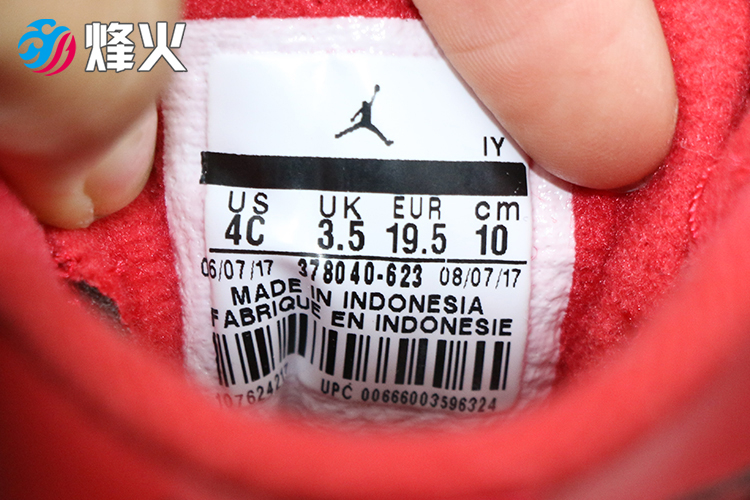 烽火
IY
US UK EUR cm
4C 3.5 19.5 10
06/07/17 378040-623 08/07/17
MADE IN INDONESIA
FABRIQUE EN INDONESIE
UPC 00666003596324